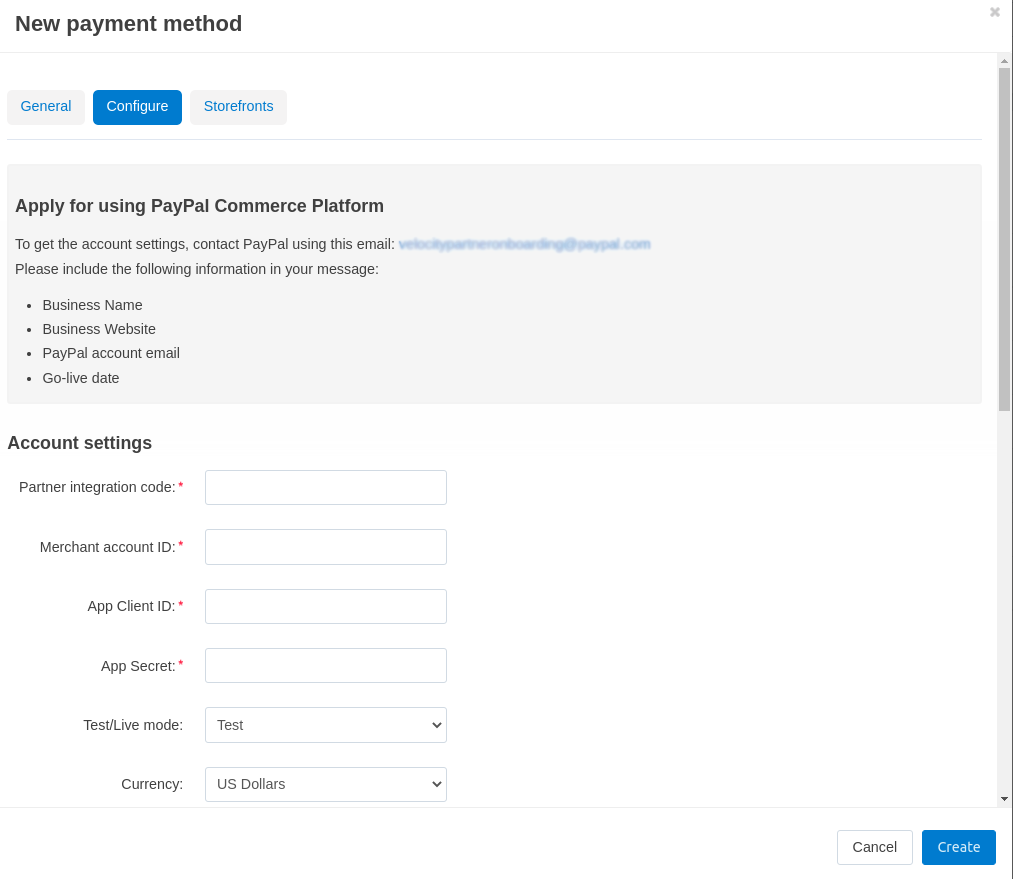 New payment method
General
Configure
Storefronts
Apply for using PayPal Commerce Platform
To get the account settings, contact PayPal using this email: velocitypartneronboarding@paypal.com
Please include the following information in your message:
• Business Name
• Business Website
• PayPal account email
• Go-live date
Account settings
Partner integration code:*
Merchant account ID:*
App Client ID:*
App Secret:*
Test/Live mode: Test
Currency: US Dollars
Cancel
Create